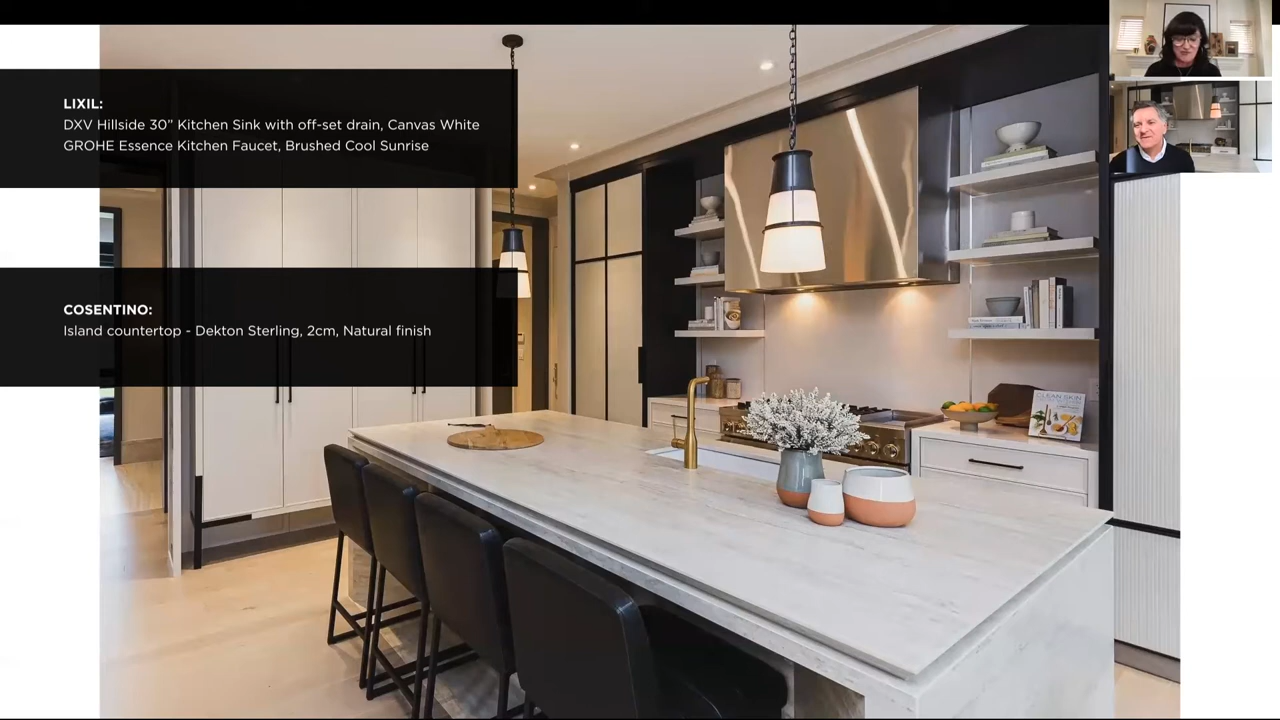 LIXIL:
DXV Hillside 30” Kitchen Sink with off-set drain, Canvas White
GROHE Essence Kitchen Faucet, Brushed Cool Sunrise
COSENTINO:
Island countertop - Dekton Sterling, 2cm, Natural finish
CLEAN SKIN